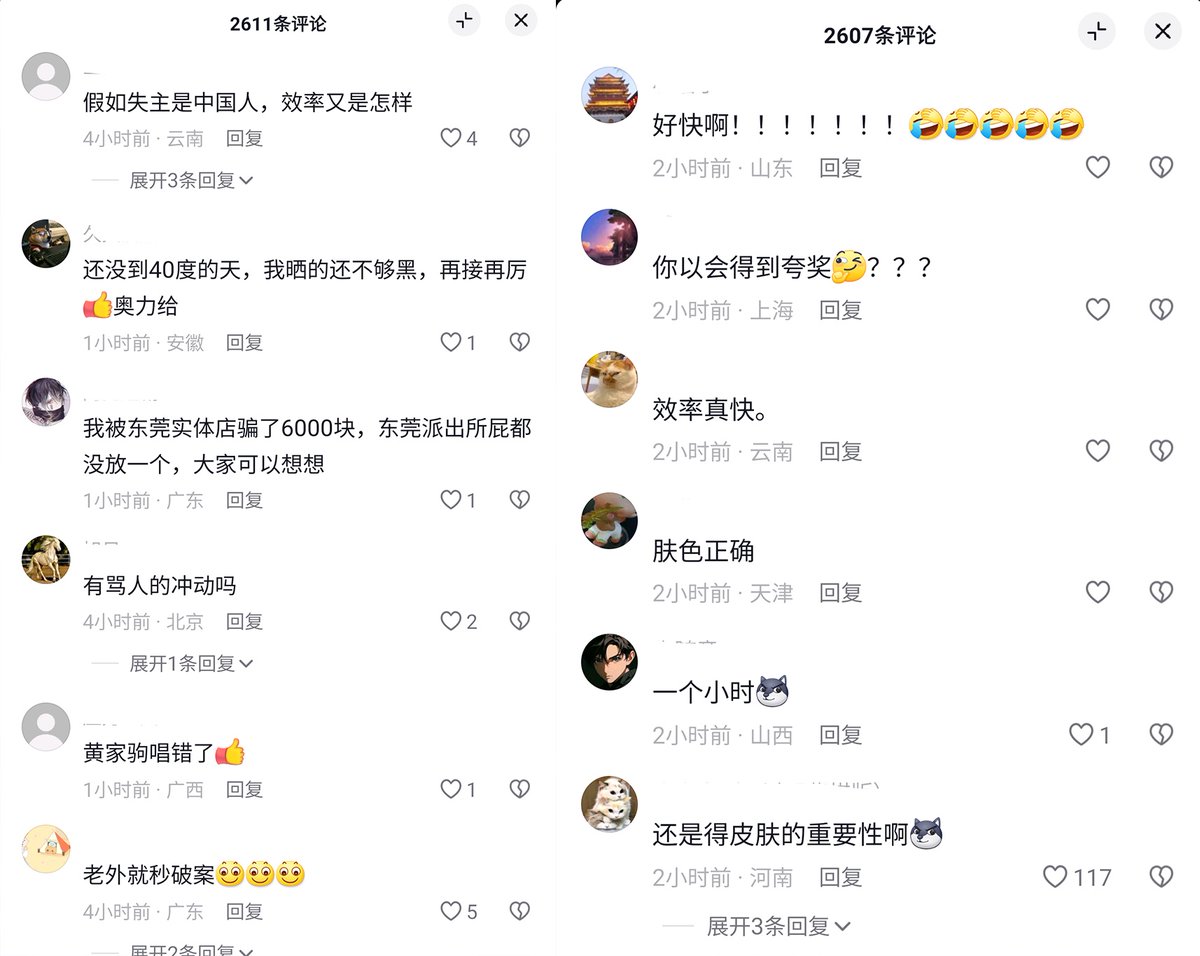 2611条评论
假如失主是中国人，效率又是怎样
4小时前 · 云南 回复
4
展开3条回复
还没到40度的天，我晒的还不够黑，再接再厉
👍奥力给
1小时前 · 安徽 回复
1
我被东莞实体店骗了6000块，东莞派出所屁都
没放一个，大家可以想想
1小时前 · 广东 回复
1
有骂人的冲动吗
4小时前 · 北京 回复
2
展开1条回复
黄家驹唱错了👍
1小时前 · 广西 回复
1
老外就秒破案
4小时前 · 广东 回复
5
展开2条回复
2607条评论
好快啊！！！！！！！🤣🤣🤣🤣🤣
2小时前 · 山东 回复
你以会得到夸奖🤔？？？
2小时前 · 上海 回复
效率真快。
2小时前 · 云南 回复
肤色正确
2小时前 · 天津 回复
一个小时
2小时前 · 山西 回复
1
还是得皮肤的重要性啊
2小时前 · 河南 回复
117
展开3条回复